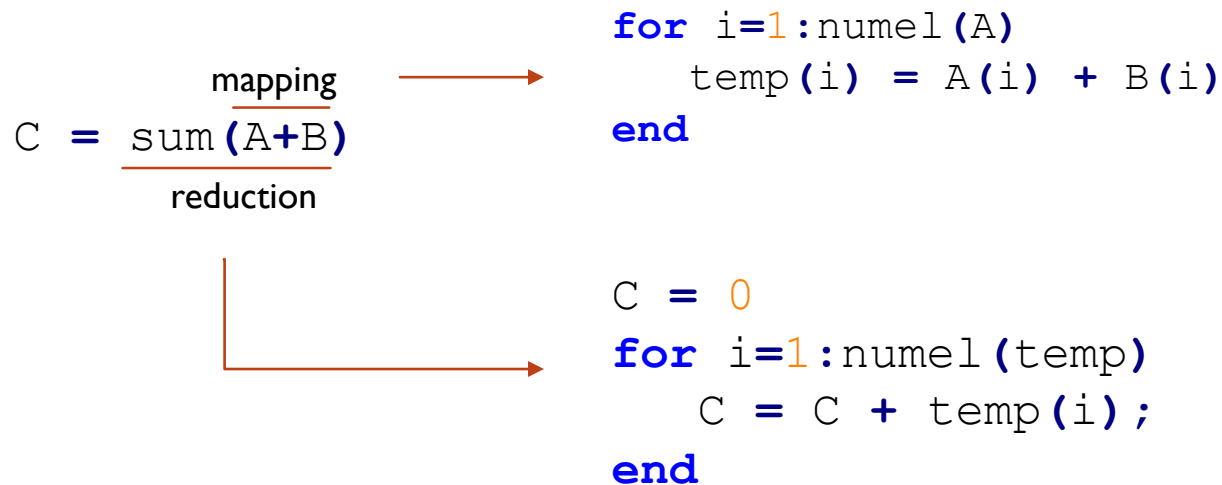 mapping
C = sum(A+B)
reduction
for i=1:numel(A)
temp(i) = A(i) + B(i)
end
C = 0
for i=1:numel(temp)
C = C + temp(i);
end